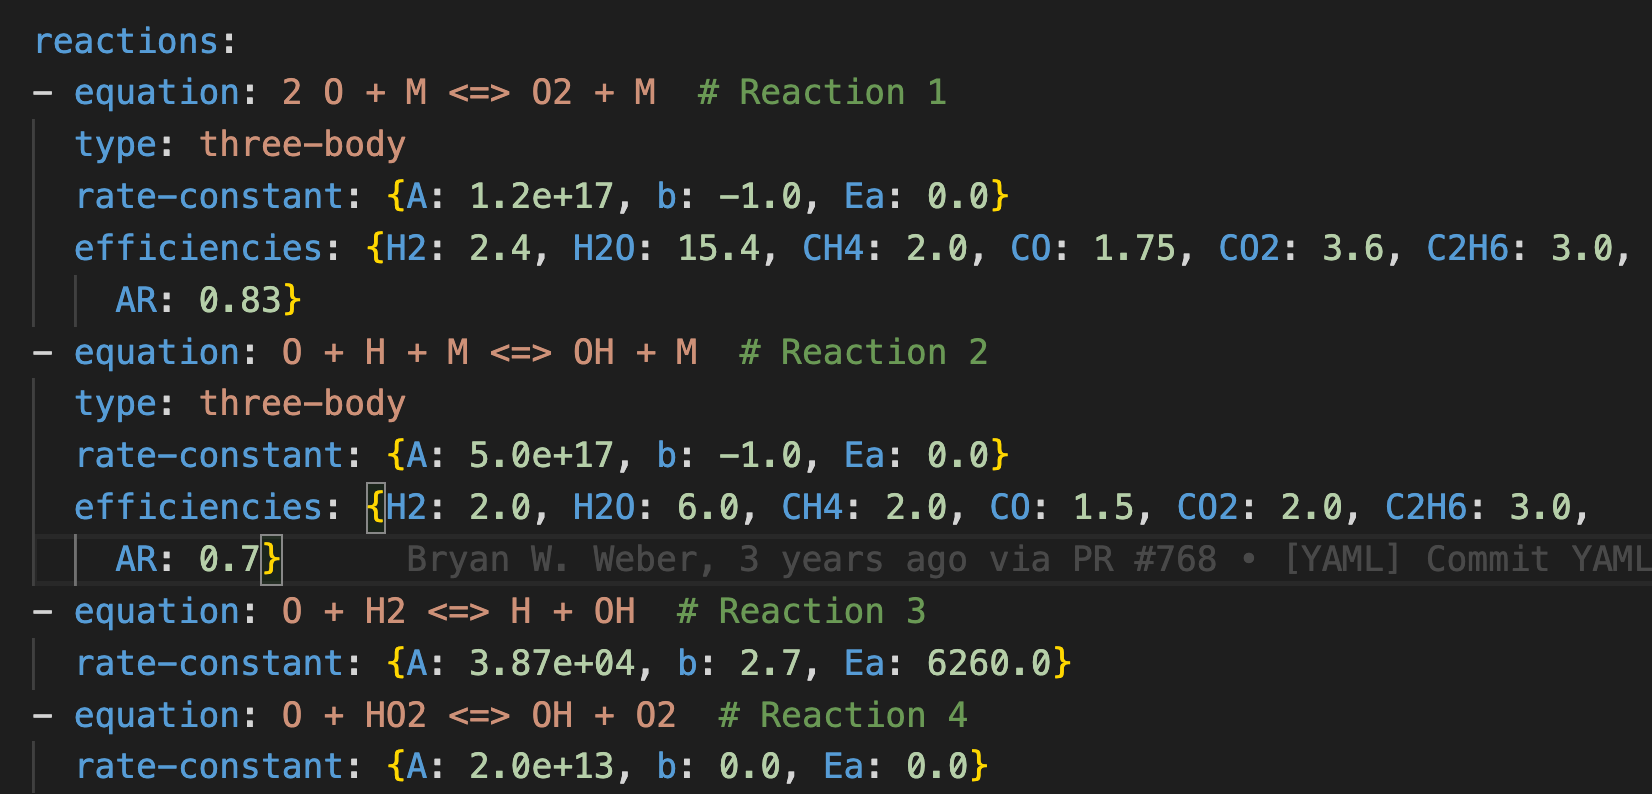 reactions:
- equation: 2 O + M <=> O2 + M  # Reaction 1
  type: three-body
  rate-constant: {A: 1.2e+17, b: -1.0, Ea: 0.0}
  efficiencies: {H2: 2.4, H2O: 15.4, CH4: 2.0, CO: 1.75, CO2: 3.6, C2H6: 3.0,
    AR: 0.83}
- equation: O + H + M <=> OH + M  # Reaction 2
  type: three-body
  rate-constant: {A: 5.0e+17, b: -1.0, Ea: 0.0}
  efficiencies: {H2: 2.0, H2O: 6.0, CH4: 2.0, CO: 1.5, CO2: 2.0, C2H6: 3.0,
    AR: 0.7}      Bryan W. Weber, 3 years ago via PR #768 • [YAML] Commit YAML
- equation: O + H2 <=> H + OH  # Reaction 3
  rate-constant: {A: 3.87e+04, b: 2.7, Ea: 6260.0}
- equation: O + HO2 <=> OH + O2  # Reaction 4
  rate-constant: {A: 2.0e+13, b: 0.0, Ea: 0.0}